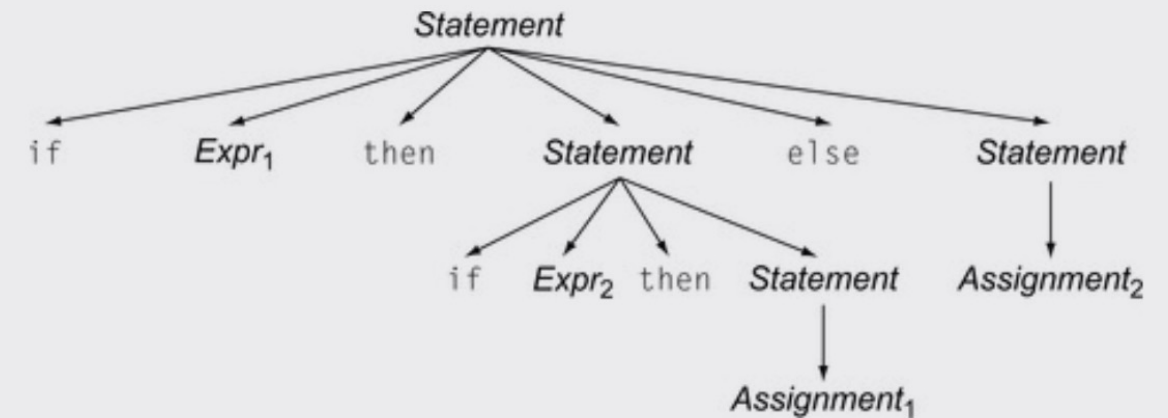 Statement
if Expr₁ then Statement else Statement
if Expr₂ then Statement Assignment₂
Assignment₁